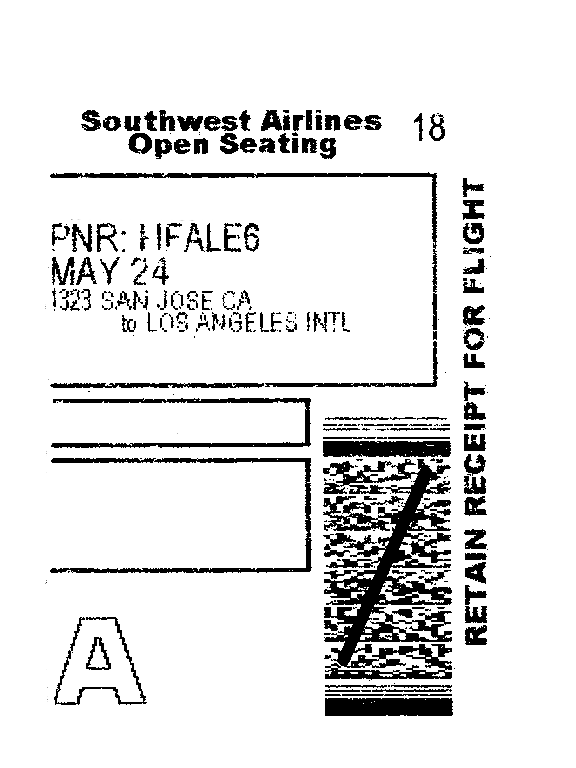 Southwest Airlines 18
Open Seating
PNR: HFALE6
MAY 24
1323 SAN JOSE CA
to LOS ANGELES INTL
RETAIN RECEIPT FOR FLIGHT
A